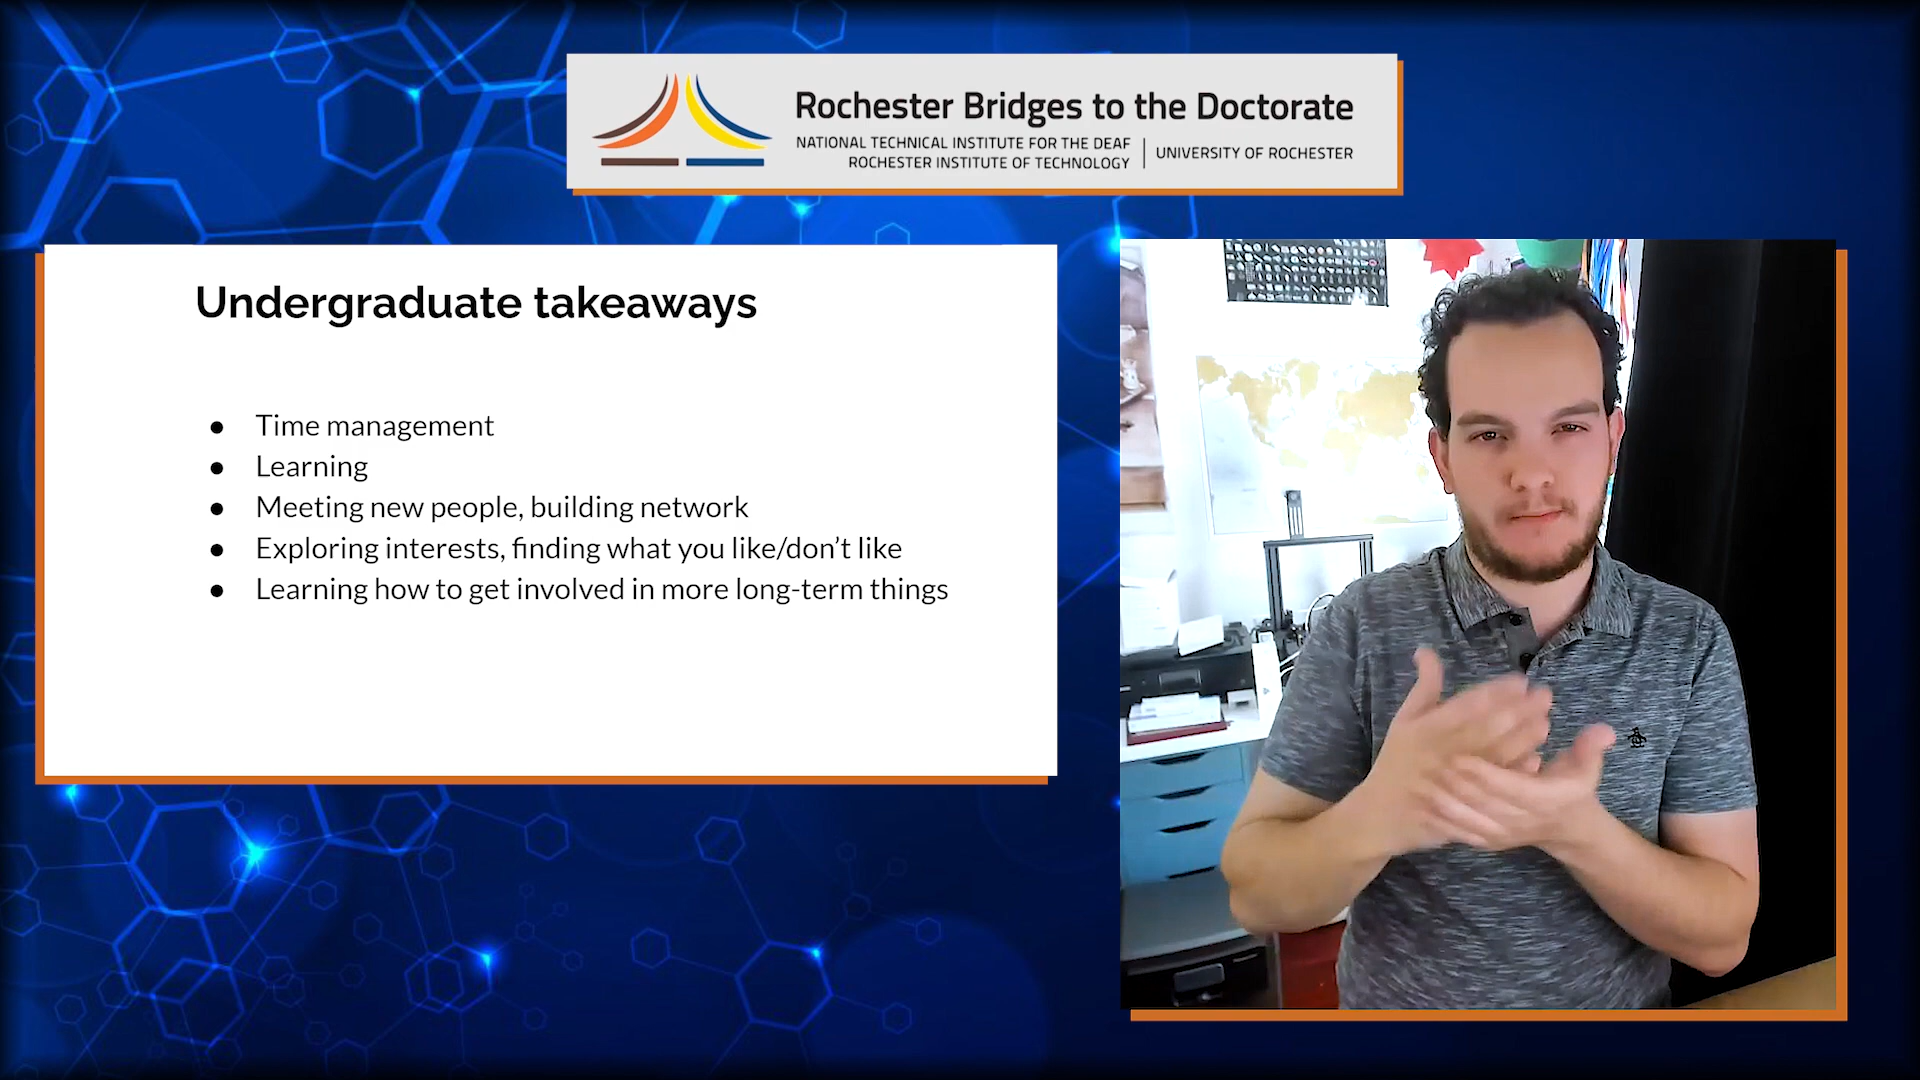 Rochester Bridges to the Doctorate
NATIONAL TECHNICAL INSTITUTE FOR THE DEAF
ROCHESTER INSTITUTE OF TECHNOLOGY
UNIVERSITY OF ROCHESTER
Undergraduate takeaways
● Time management
● Learning
● Meeting new people, building network
● Exploring interests, finding what you like/don’t like
● Learning how to get involved in more long-term things